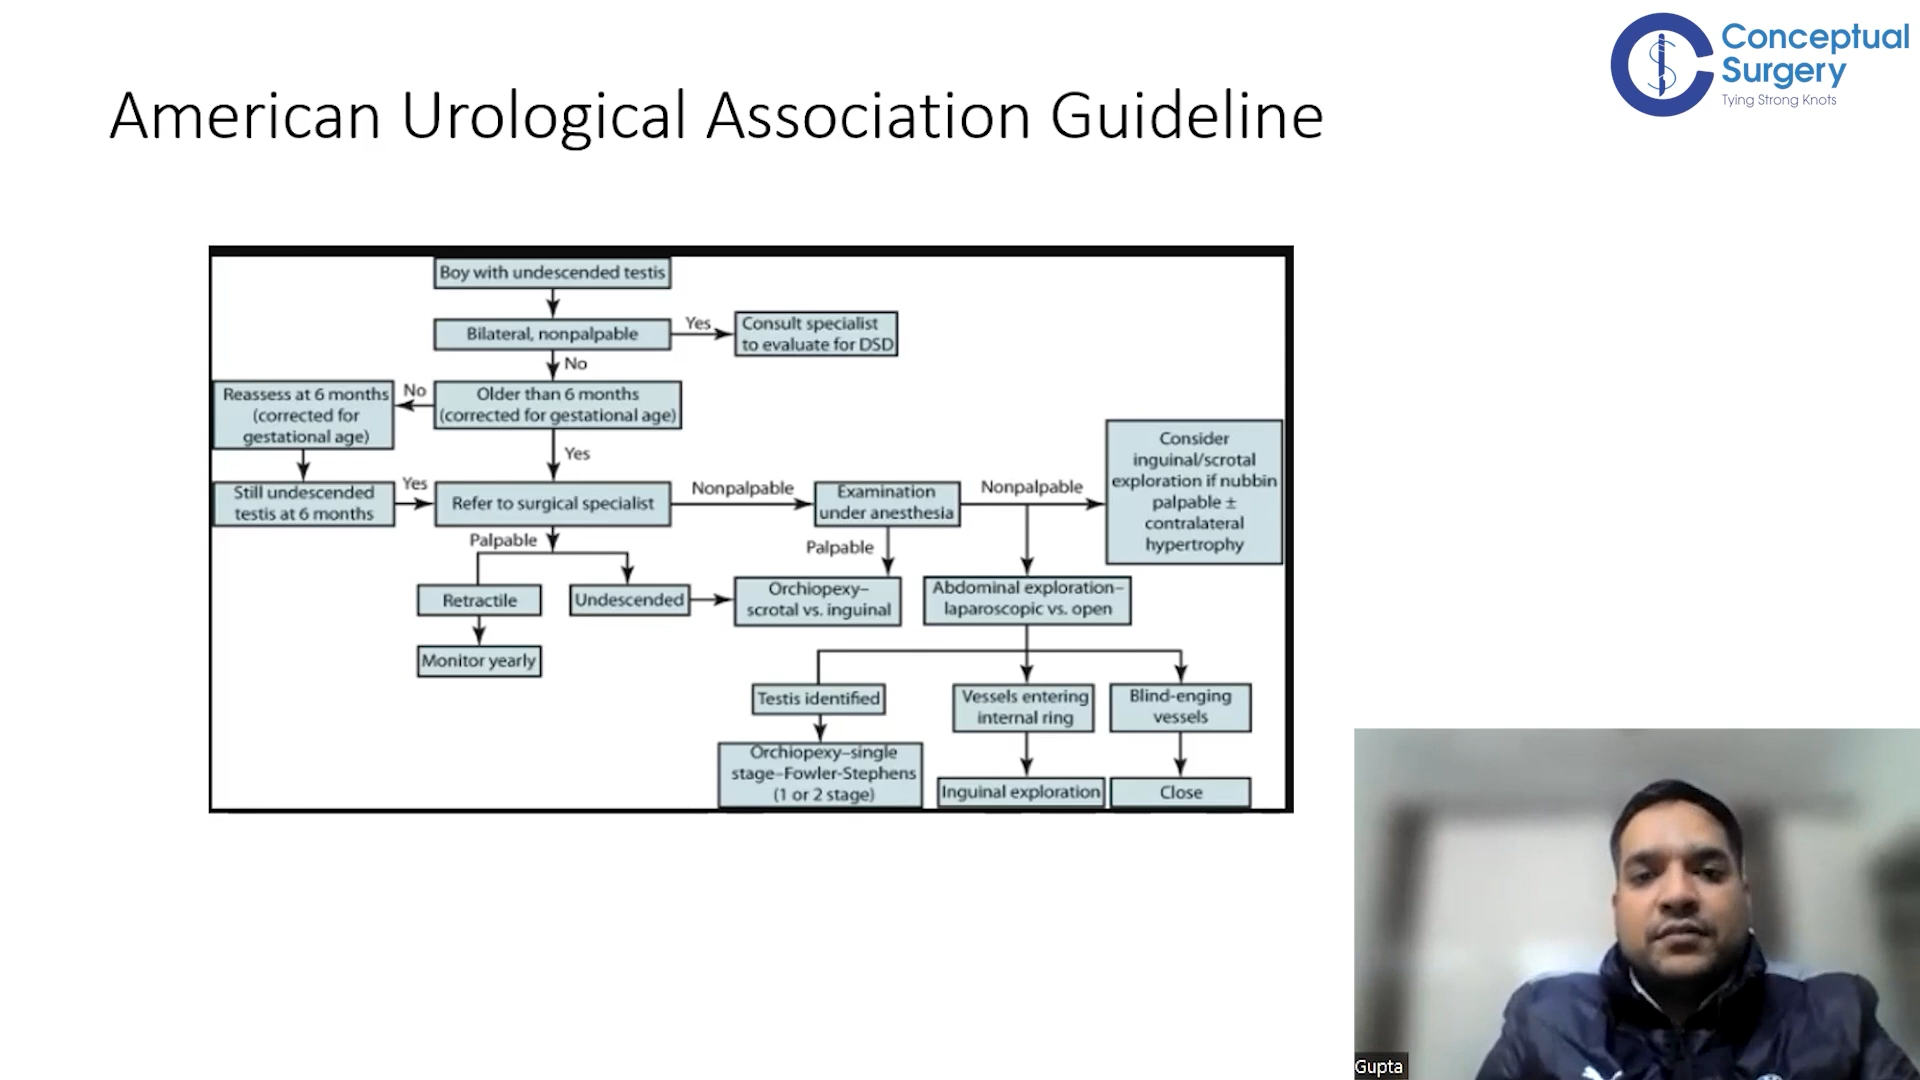 Conceptual
Surgery
Tying Strong Knots
American Urological Association Guideline
Boy with undescended testis
Bilateral, nonpalpable
Yes
Consult specialist
to evaluate for DSD
No
Older than 6 months
(corrected for gestational age)
No
Reassess at 6 months
(corrected for
gestational age)
Yes
Still undescended
testis at 6 months
Yes
Refer to surgical specialist
Nonpalpable
Examination
under anesthesia
Nonpalpable
Consider
inguinal/scrotal
exploration if nubbin
palpable ±
contralateral
hypertrophy
Palpable
Palpable
Retractile
Undescended
Orchiopexy–
scrotal vs. inguinal
Abdominal exploration–
laparoscopic vs. open
Monitor yearly
Testis identified
Vessels entering
internal ring
Blind-enging
vessels
Orchiopexy–single
stage–Fowler-Stephens
(1 or 2 stage)
Inguinal exploration
Close
Gupta